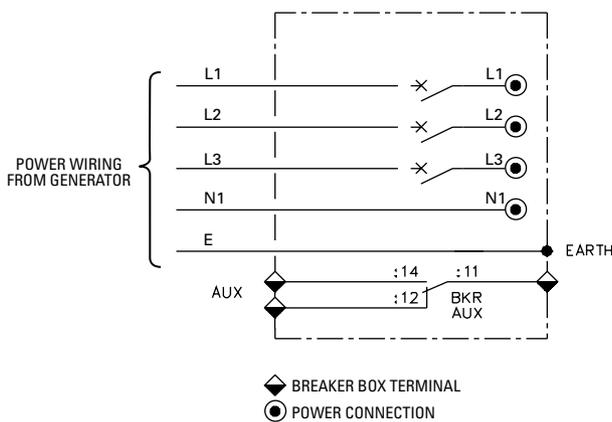 L1 L1
L2 L2
POWER WIRING
FROM GENERATOR
L3 L3
N1 N1
E EARTH
AUX :14 :11
:12 BKR
AUX
BREAKER BOX TERMINAL
POWER CONNECTION